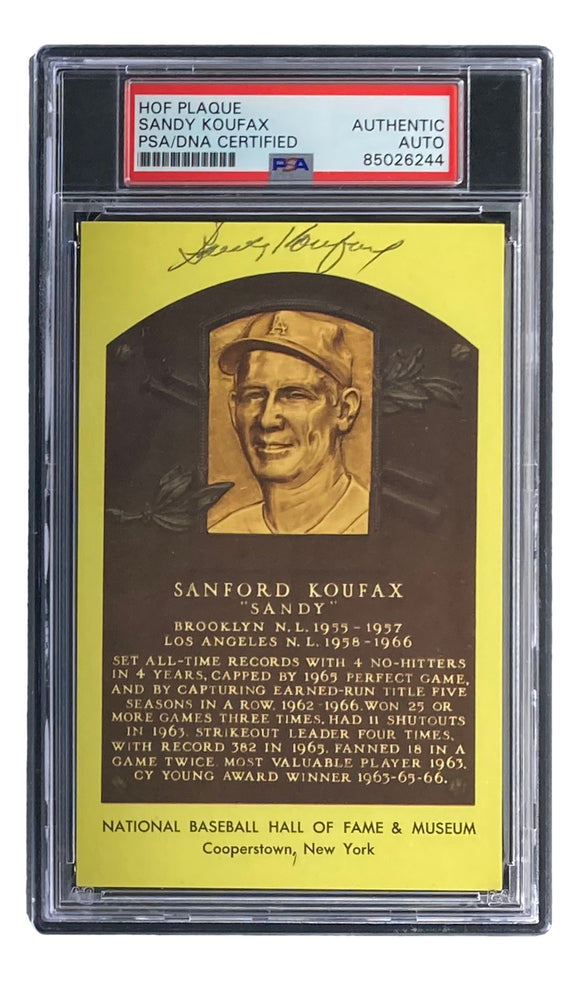 HOF PLAQUE
SANDY KOUFAX
PSA/DNA CERTIFIED
AUTHENTIC
AUTO
85026244
PSA
Sandy Koufax
A
SANFORD KOUFAX
"SANDY"
BROOKLYN N.L. 1955-1957
LOS ANGELES N.L. 1958-1966
SET ALL-TIME RECORDS WITH 4 NO-HITTERS
IN 4 YEARS, CAPPED BY 1965 PERFECT GAME,
AND BY CAPTURING EARNED-RUN TITLE FIVE
SEASONS IN A ROW, 1962-1966. WON 25 OR
MORE GAMES THREE TIMES. HAD 11 SHUTOUTS
IN 1963. STRIKEOUT LEADER FOUR TIMES,
WITH RECORD 382 IN 1965. FANNED 18 IN A
GAME TWICE. MOST VALUABLE PLAYER 1963.
CY YOUNG AWARD WINNER 1963-65-66.
NATIONAL BASEBALL HALL OF FAME & MUSEUM
Cooperstown, New York